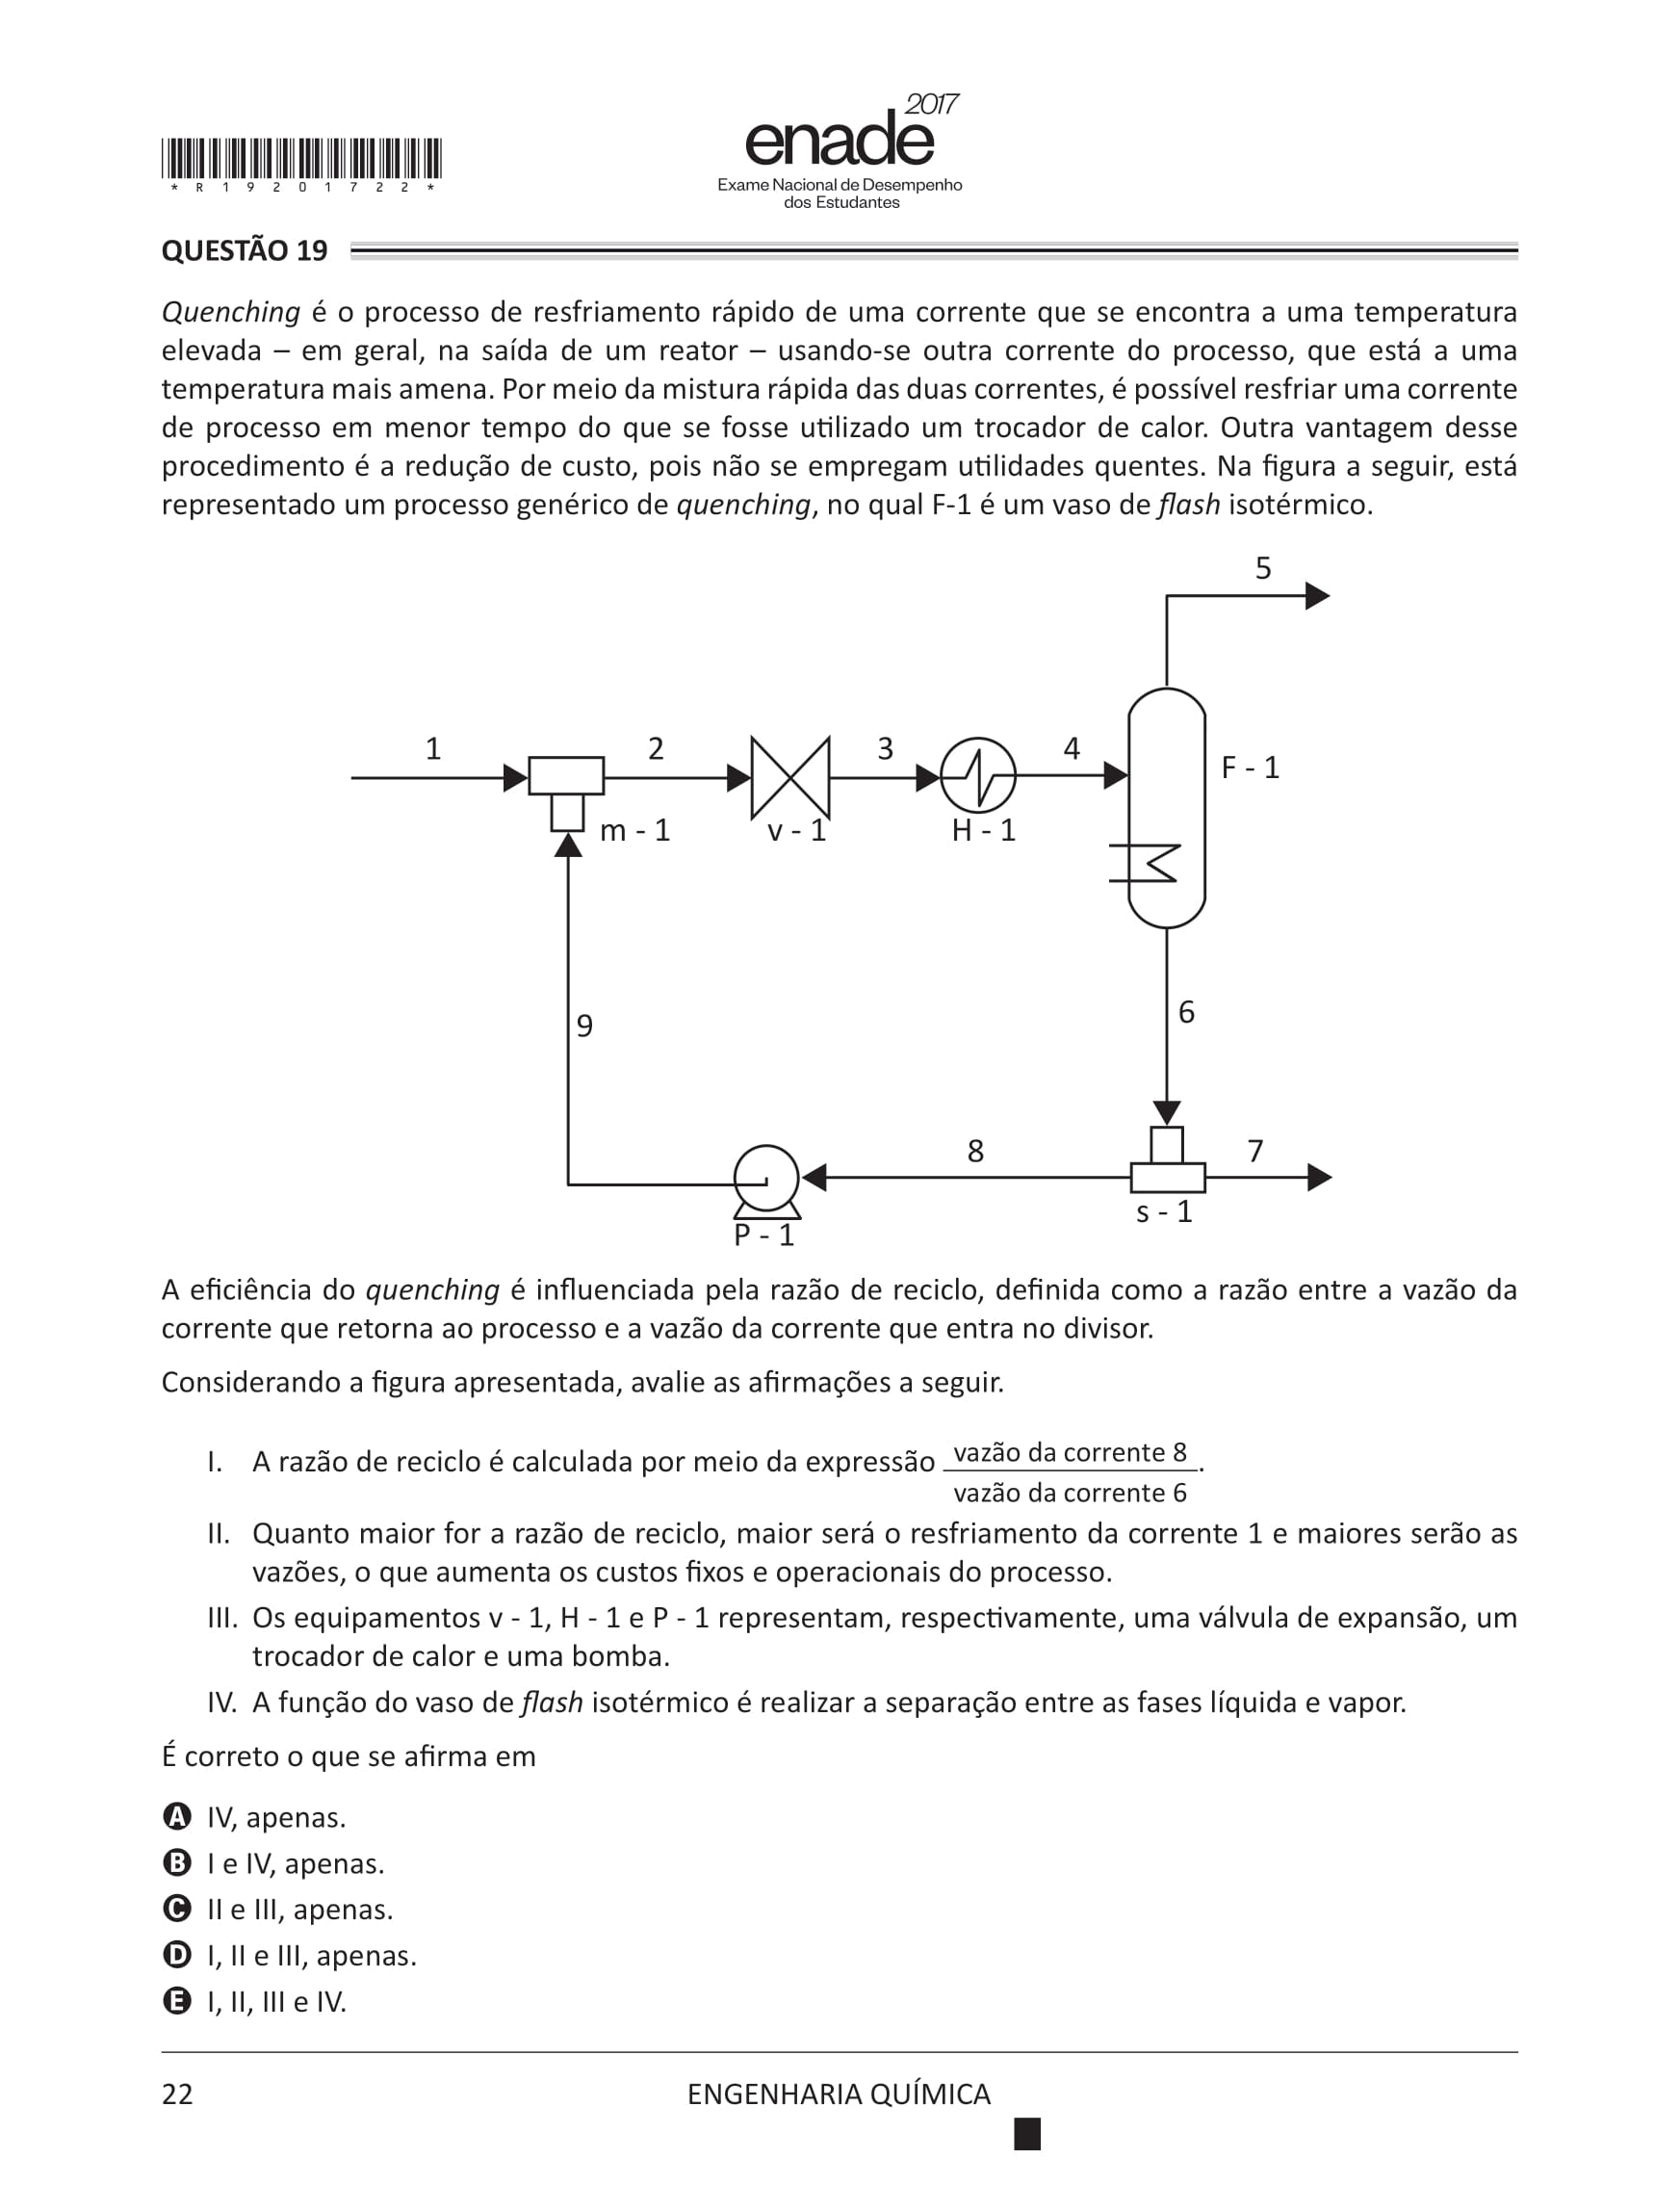 2017
enade
Exame Nacional de Desempenho
dos Estudantes
*R19201722*
QUESTÃO 19
Quenching é o processo de resfriamento rápido de uma corrente que se encontra a uma temperatura
elevada – em geral, na saída de um reator – usando-se outra corrente do processo, que está a uma
temperatura mais amena. Por meio da mistura rápida das duas correntes, é possível resfriar uma corrente
de processo em menor tempo do que se fosse utilizado um trocador de calor. Outra vantagem desse
procedimento é a redução de custo, pois não se empregam utilidades quentes. Na figura a seguir, está
representado um processo genérico de quenching, no qual F-1 é um vaso de flash isotérmico.
5
1
2
3
4
F - 1
m - 1
v - 1
H - 1
9
6
8
7
s - 1
P - 1
A eficiência do quenching é influenciada pela razão de reciclo, definida como a razão entre a vazão da
corrente que retorna ao processo e a vazão da corrente que entra no divisor.
Considerando a figura apresentada, avalie as afirmações a seguir.
I. A razão de reciclo é calculada por meio da expressão vazão da corrente 8
vazão da corrente 6.
II. Quanto maior for a razão de reciclo, maior será o resfriamento da corrente 1 e maiores serão as
vazões, o que aumenta os custos fixos e operacionais do processo.
III. Os equipamentos v - 1, H - 1 e P - 1 representam, respectivamente, uma válvula de expansão, um
trocador de calor e uma bomba.
IV. A função do vaso de flash isotérmico é realizar a separação entre as fases líquida e vapor.
É correto o que se afirma em
A IV, apenas.
B I e IV, apenas.
C II e III, apenas.
D I, II e III, apenas.
E I, II, III e IV.
22
ENGENHARIA QUÍMICA